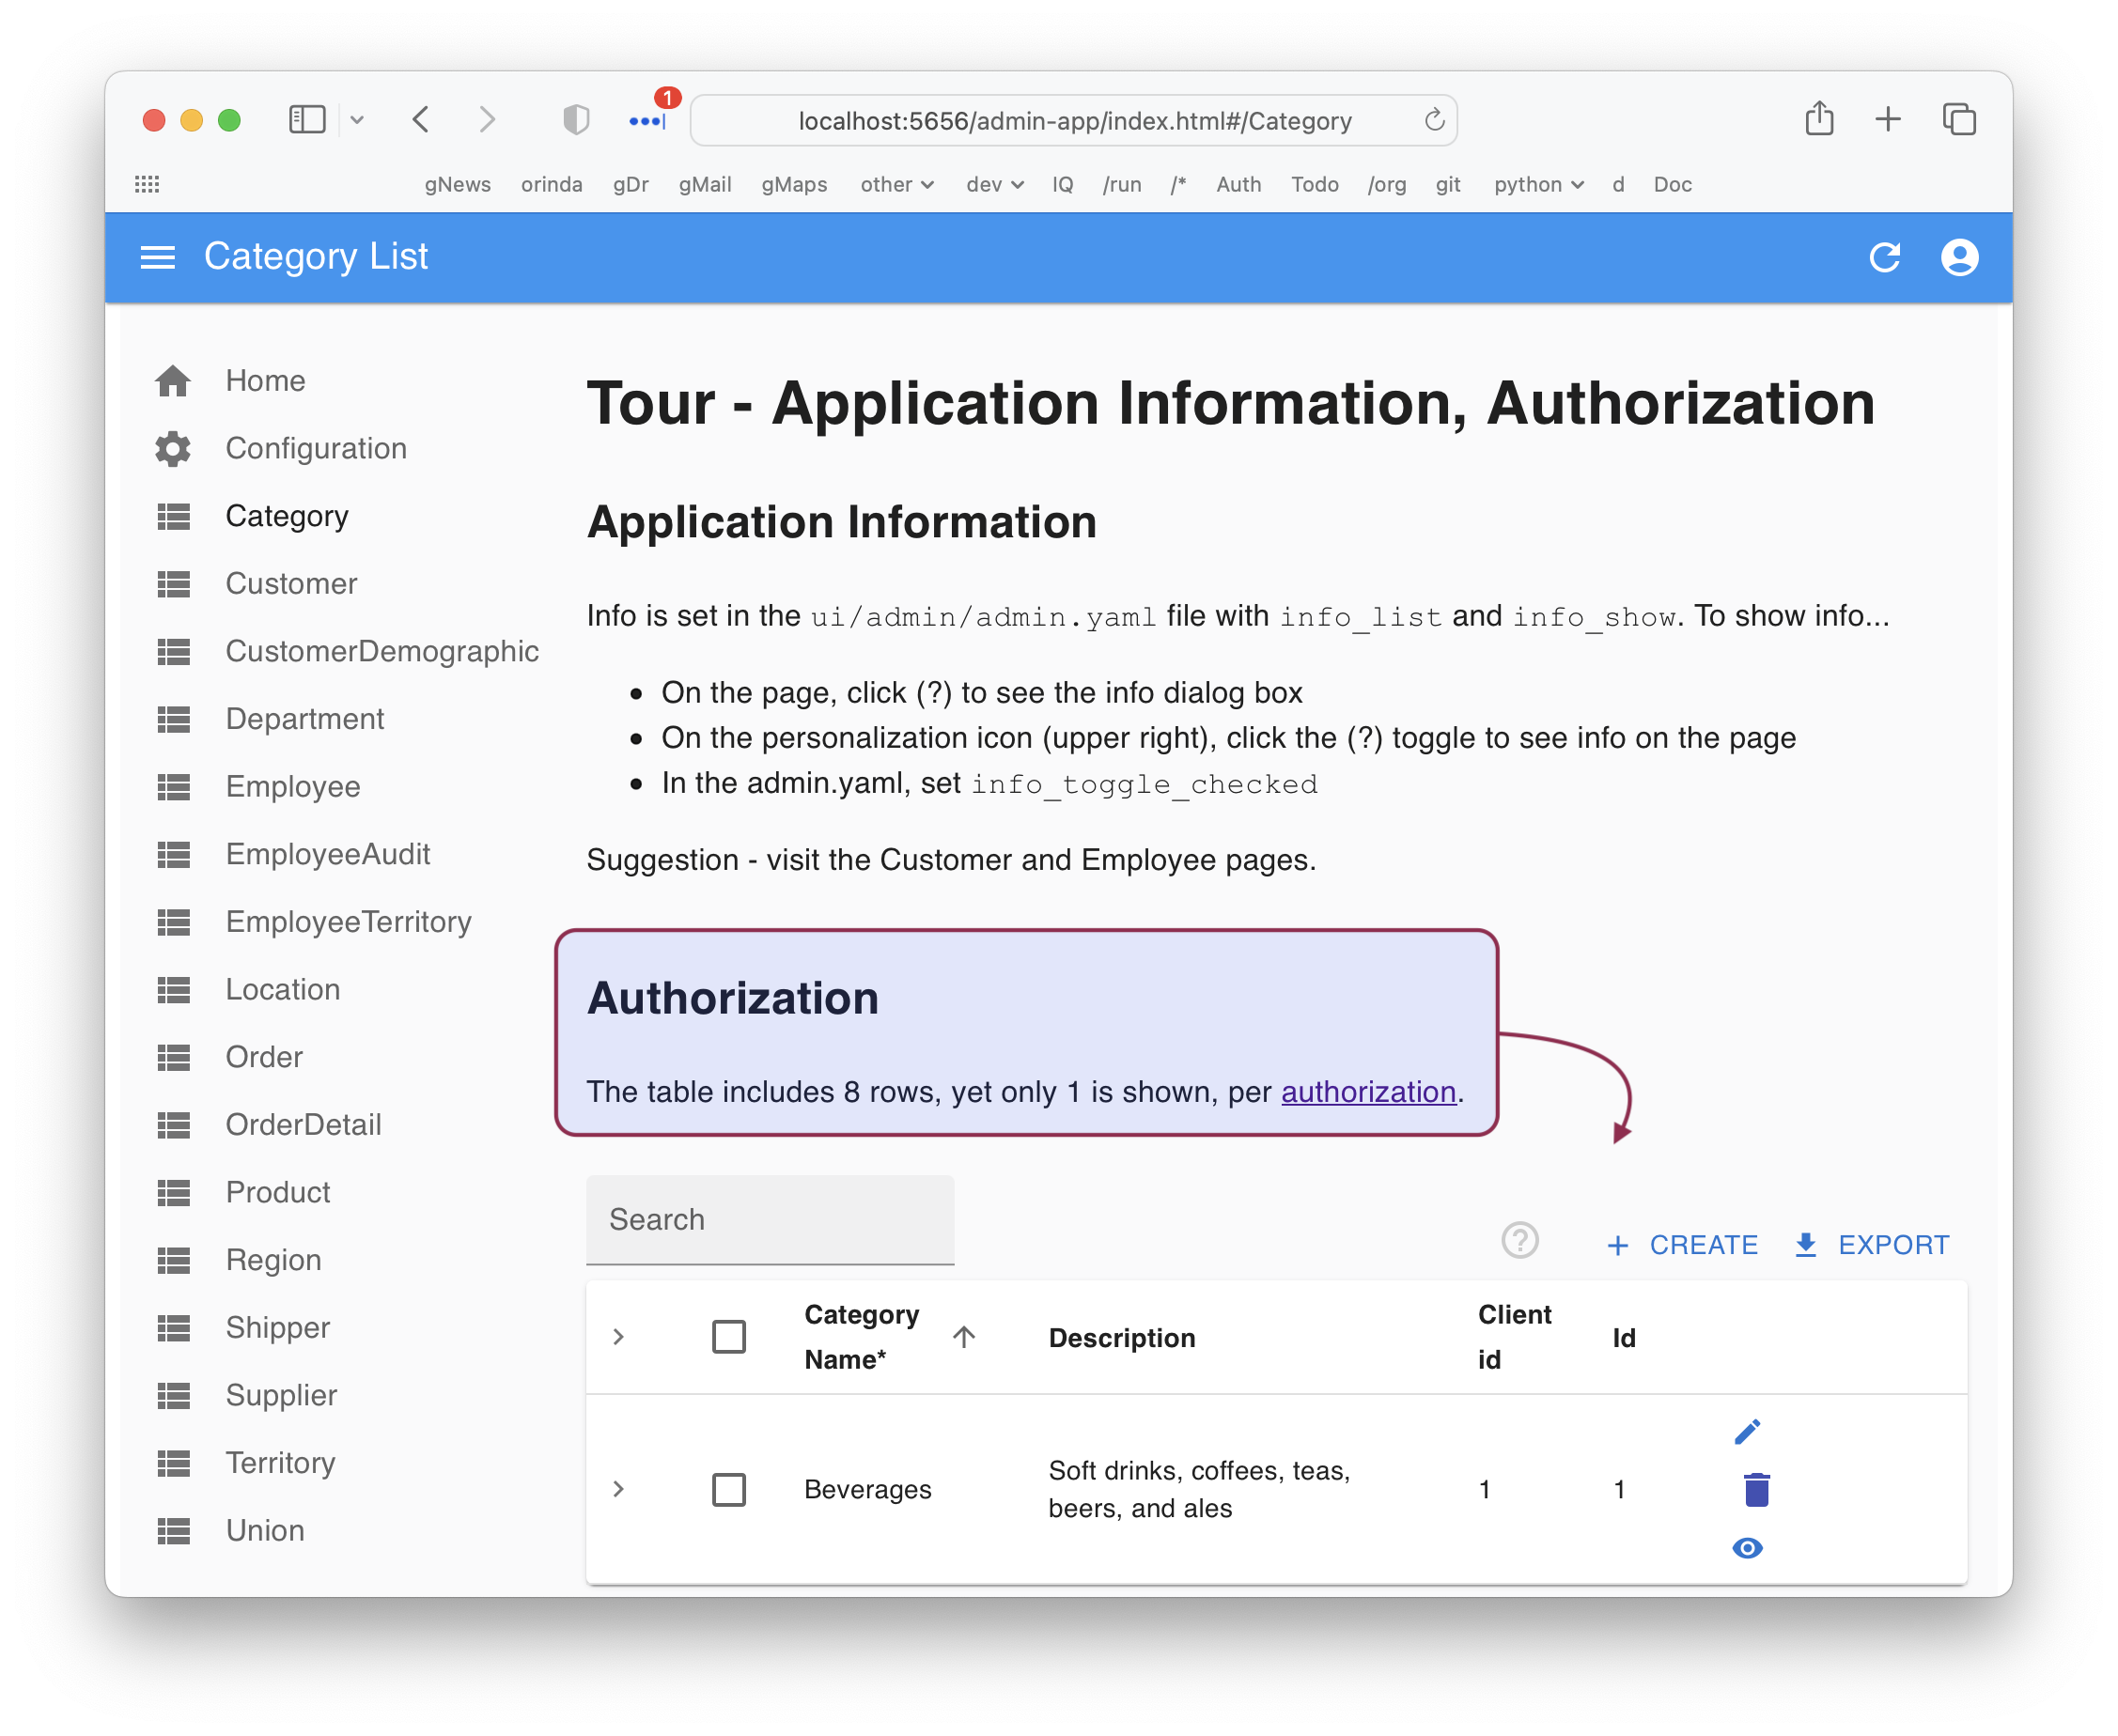 1
localhost:5656/admin-app/index.html#/Category
gNews orinda gDr gMail gMaps other dev IQ /run /* Auth Todo /org git python d Doc
Category List
Home
Configuration
Category
Customer
CustomerDemographic
Department
Employee
EmployeeAudit
EmployeeTerritory
Location
Order
OrderDetail
Product
Region
Shipper
Supplier
Territory
Union
Tour - Application Information, Authorization
Application Information
Info is set in the ui/admin/admin.yaml file with info_list and info_show. To show info...
• On the page, click (?) to see the info dialog box
• On the personalization icon (upper right), click the (?) toggle to see info on the page
• In the admin.yaml, set info_toggle_checked
Suggestion - visit the Customer and Employee pages.
Authorization
The table includes 8 rows, yet only 1 is shown, per authorization.
Search
? + CREATE EXPORT
Category Name* Description Client id Id
Beverages Soft drinks, coffees, teas, beers, and ales 1 1